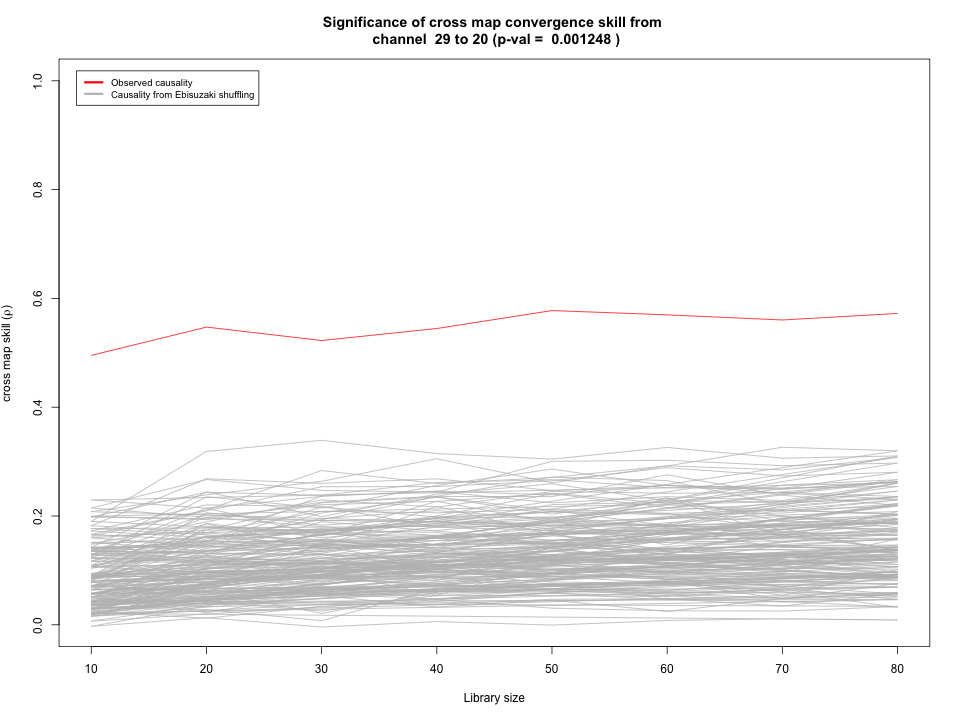 Significance of cross map convergence skill from
channel  29 to 20 (p-val =  0.001248 )
Observed causality
Causality from Ebisuzaki shuffling
1.0
0.8
0.6
0.4
0.2
0.0
cross map skill (ρ)
10 20 30 40 50 60 70 80
Library size